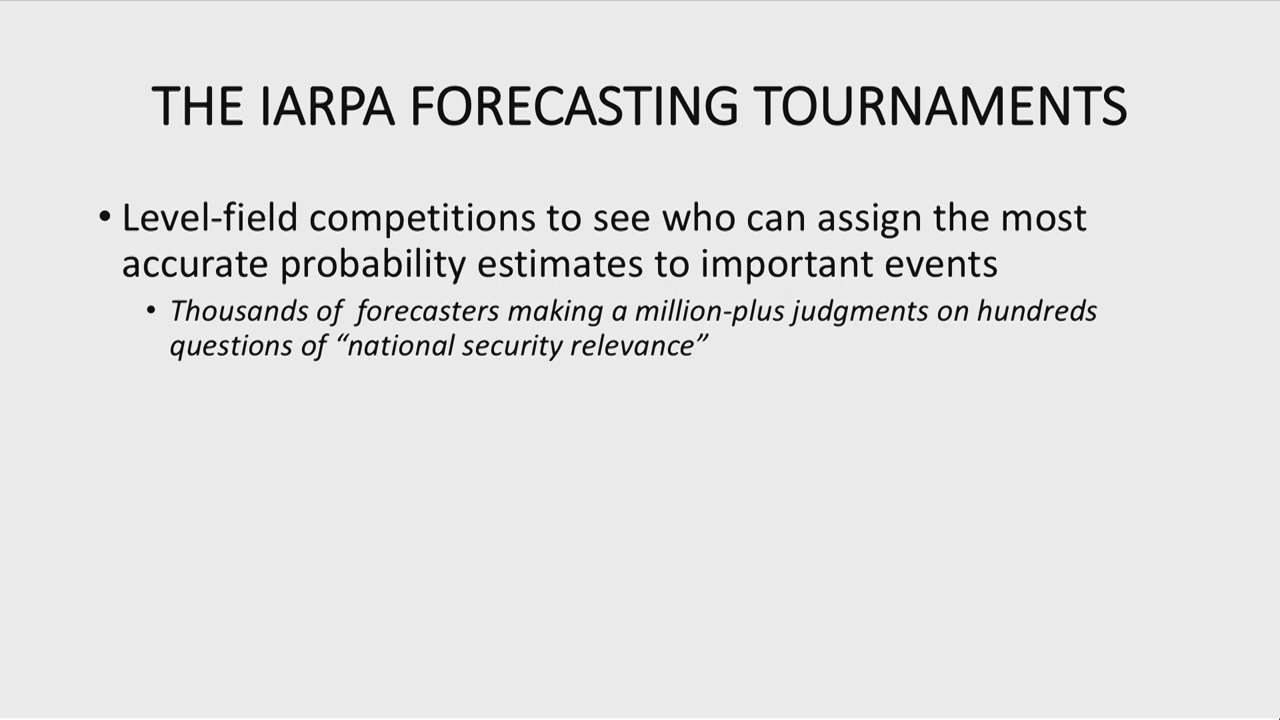 THE IARPA FORECASTING TOURNAMENTS
• Level-field competitions to see who can assign the most
accurate probability estimates to important events
• Thousands of forecasters making a million-plus judgments on hundreds
questions of “national security relevance”